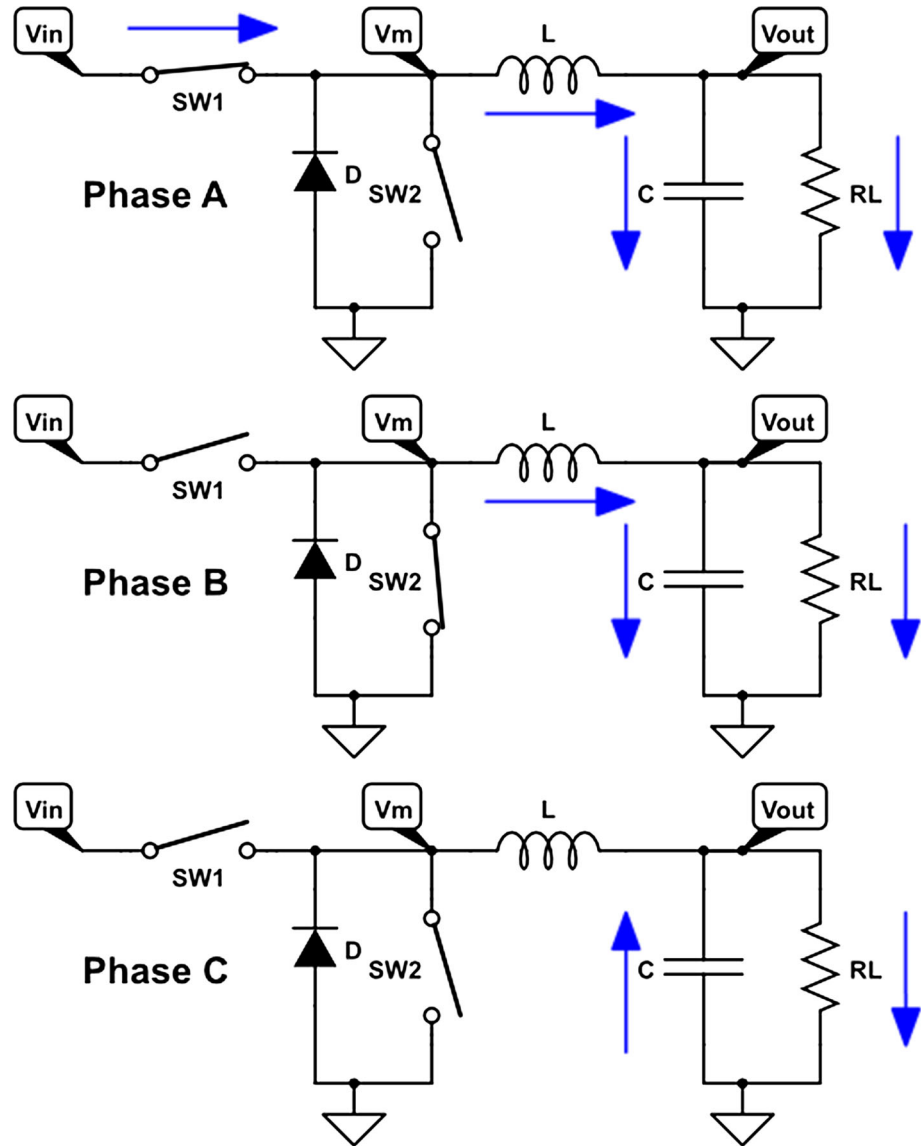 Vin
Vm
L
Vout
SW1
D
SW2
C
RL
Phase A
Vin
Vm
L
Vout
SW1
D
SW2
C
RL
Phase B
Vin
Vm
L
Vout
SW1
D
SW2
C
RL
Phase C